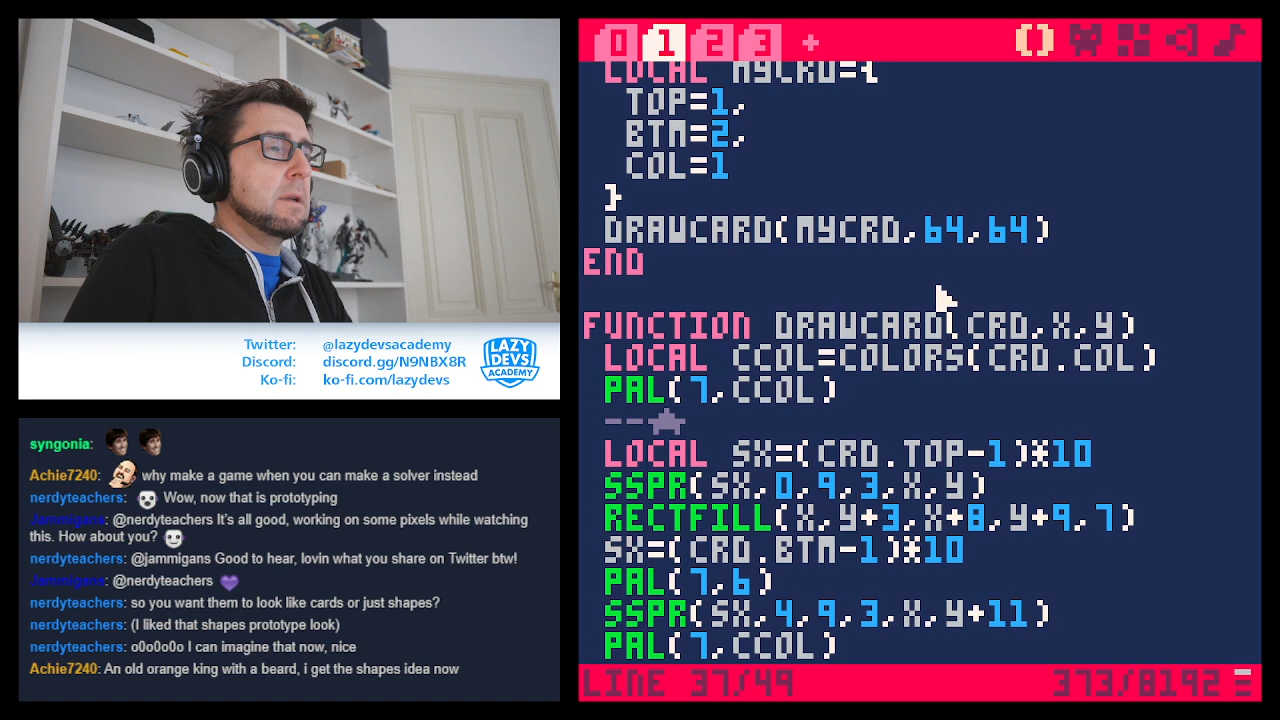 Twitter: @lazydevsacademy
Discord: discord.gg/N9NBX8R
Ko-fi: ko-fi.com/lazydevs
LAZY
DEVS
ACADEMY
syngonia:
Achie7240: why make a game when you can make a solver instead
nerdyteachers: Wow, now that is prototyping
Jammigans: @nerdyteachers It's all good, working on some pixels while watching
this. How about you?
nerdyteachers: @jammigans Good to hear, lovin what you share on Twitter btw!
Jammigans: @nerdyteachers
nerdyteachers: so you want them to look like cards or just shapes?
nerdyteachers: (I liked that shapes prototype look)
nerdyteachers: o0o0o0o I can imagine that now, nice
Achie7240: An old orange king with a beard, i get the shapes idea now
0 1 2 3 +
LOCAL MYCRD={
TOP=1,
BTM=2,
COL=1
}
DRAWCARD(MYCRD,64,64)
END
FUNCTION DRAWCARD(CRD,X,Y)
LOCAL CCOL=COLORS(CRD.COL)
PAL(7,CCOL)
--
LOCAL SX=(CRD.TOP-1)*10
SSPR(SX,0,9,3,X,Y)
RECTFILL(X,Y+3,X+8,Y+9,7)
SX=(CRD.BTM-1)*10
PAL(7,6)
SSPR(SX,4,9,3,X,Y+11)
PAL(7,CCOL)
LINE 37/49 373/8192